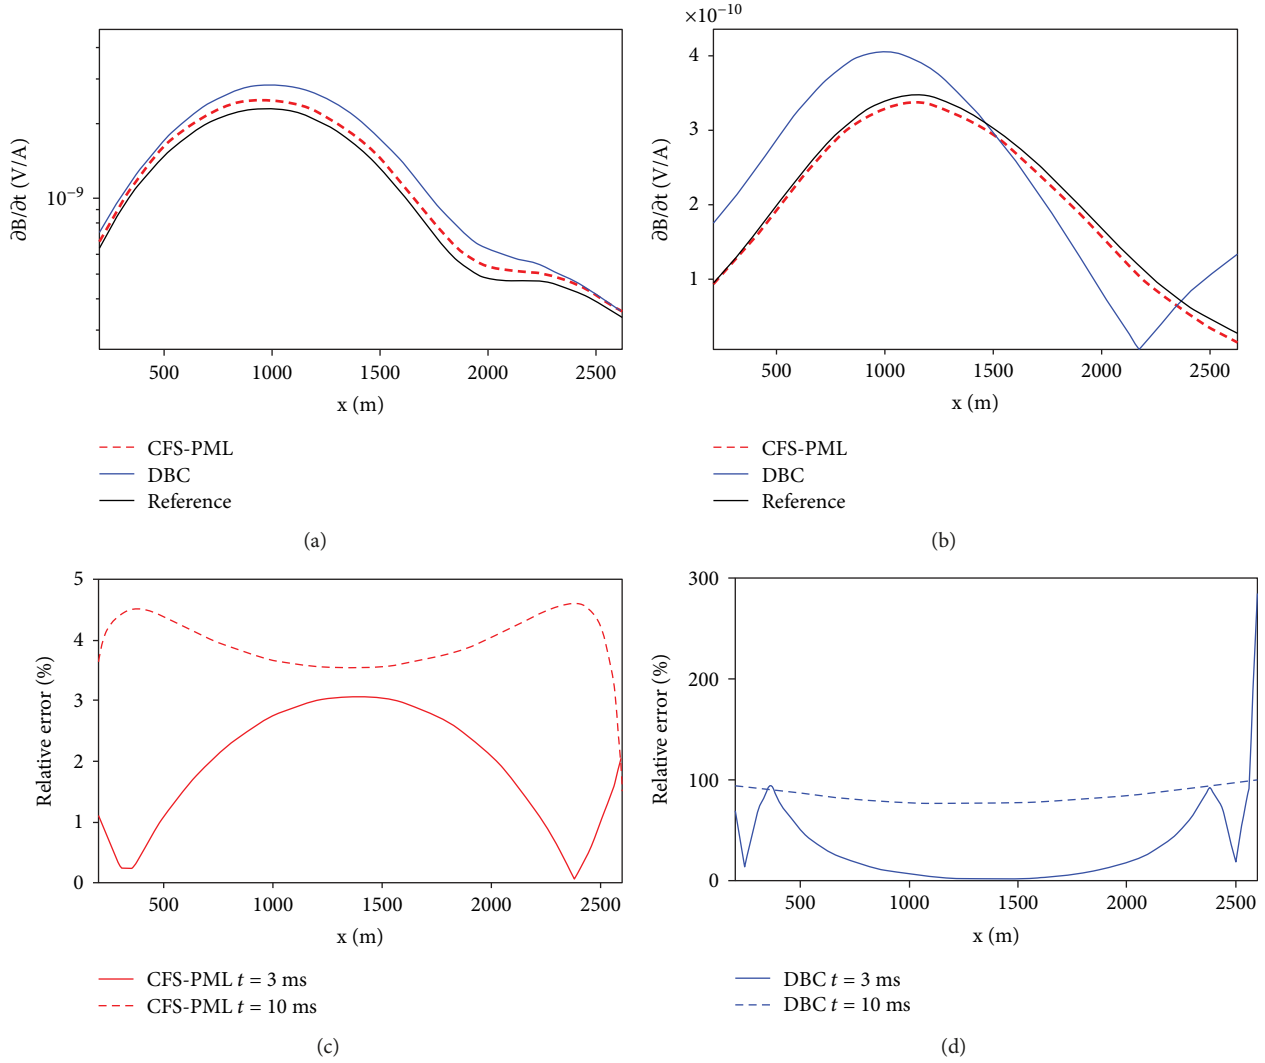 ∂B/∂t (V/A)
10⁻⁹
500
1000
1500
2000
2500
x (m)
CFS-PML
DBC
Reference
(a)
×10⁻¹⁰
∂B/∂t (V/A)
4
3
2
1
500
1000
1500
2000
2500
x (m)
CFS-PML
DBC
Reference
(b)
Relative error (%)
5
4
3
2
1
0
500
1000
1500
2000
2500
x (m)
CFS-PML t = 3 ms
CFS-PML t = 10 ms
(c)
Relative error (%)
300
200
100
0
500
1000
1500
2000
2500
x (m)
DBC t = 3 ms
DBC t = 10 ms
(d)